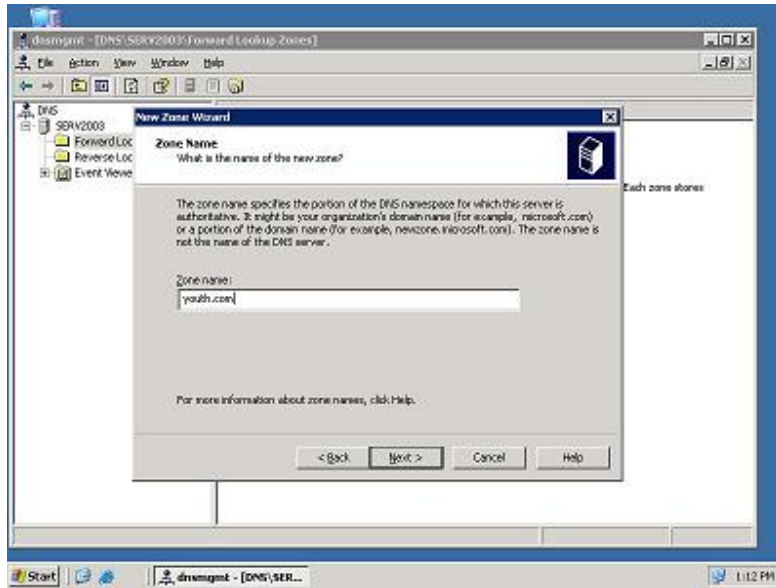 dnsmgmt - [DNS\SERV2003\Forward Lookup Zones]
File Action View Window Help
DNS
SERV2003
Forward Loc
Reverse Loc
Event Viewe
Each zone stores
New Zone Wizard
Zone Name
What is the name of the new zone?
The zone name specifies the portion of the DNS namespace for which this server is
authoritative. It might be your organization's domain name (for example, microsoft.com)
or a portion of the domain name (for example, newzone.microsoft.com). The zone name is
not the name of the DNS server.
Zone name:
youth.com
For more information about zone names, click Help.
< Back Next > Cancel Help
Start dnsmgmt - [DNS\SER... 1:12 PM